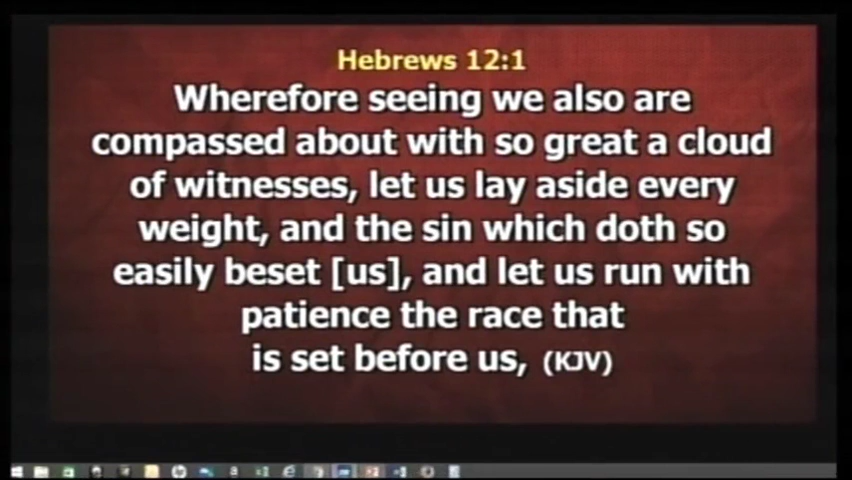 Hebrews 12:1
Wherefore seeing we also are
compassed about with so great a cloud
of witnesses, let us lay aside every
weight, and the sin which doth so
easily beset [us], and let us run with
patience the race that
is set before us, (KJV)